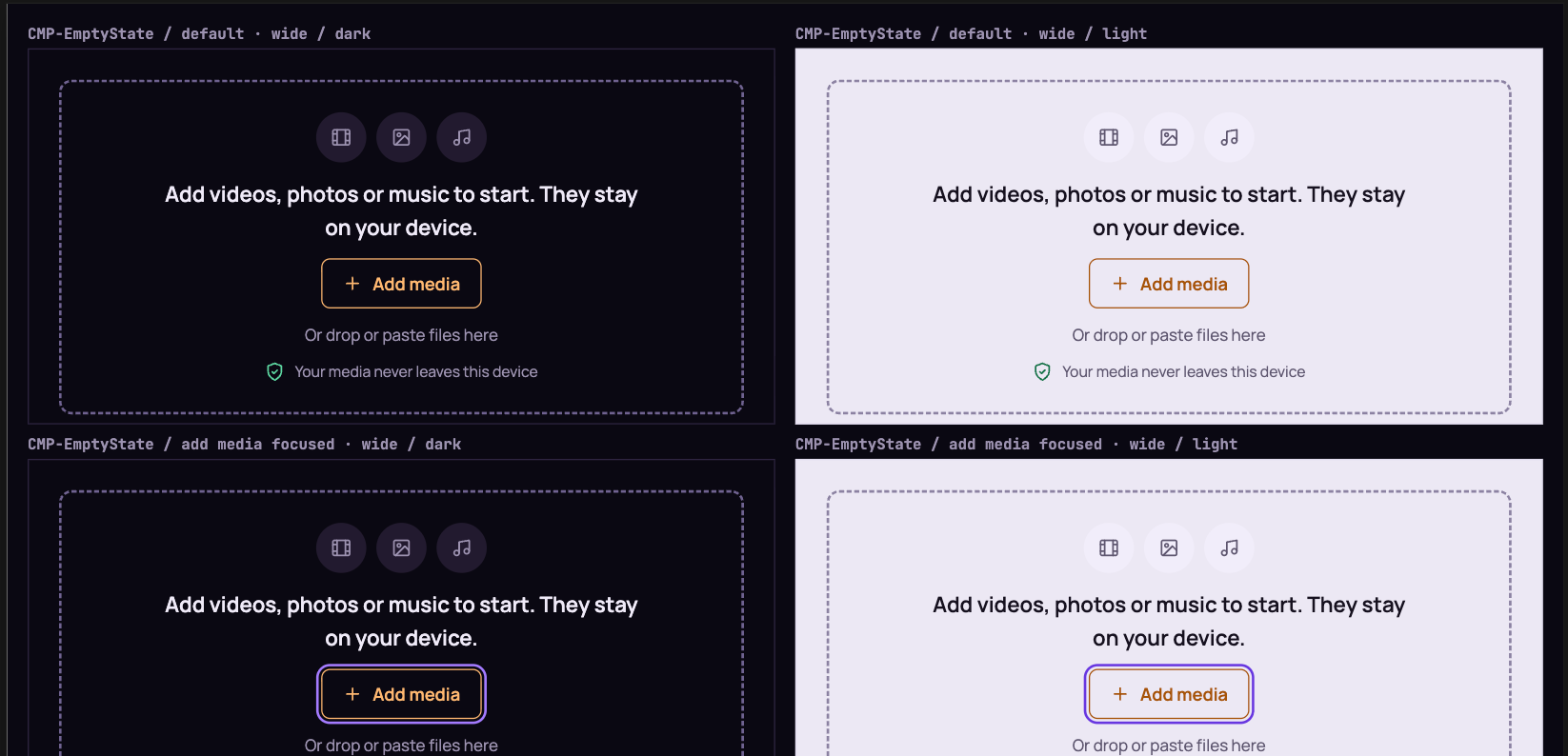 CMP-EmptyState / default · wide / dark
Add videos, photos or music to start. They stay
on your device.
Add media
Or drop or paste files here
Your media never leaves this device
CMP-EmptyState / default · wide / light
Add videos, photos or music to start. They stay
on your device.
Add media
Or drop or paste files here
Your media never leaves this device
CMP-EmptyState / add media focused · wide / dark
Add videos, photos or music to start. They stay
on your device.
Add media
Or drop or paste files here
CMP-EmptyState / add media focused · wide / light
Add videos, photos or music to start. They stay
on your device.
Add media
Or drop or paste files here